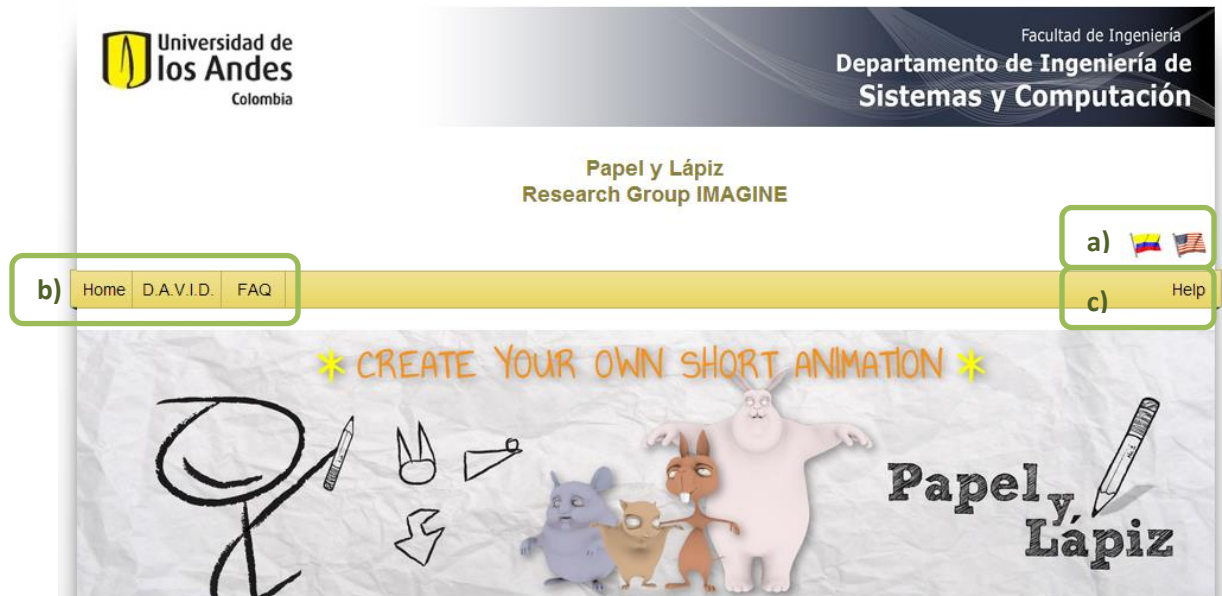 Universidad de
los Andes
Colombia
Facultad de Ingeniería
Departamento de Ingeniería de
Sistemas y Computación
Papel y Lápiz
Research Group IMAGINE
a)
b) Home D.A.V.I.D. FAQ
c) Help
* CREATE YOUR OWN SHORT ANIMATION *
Papel
y
Lápiz